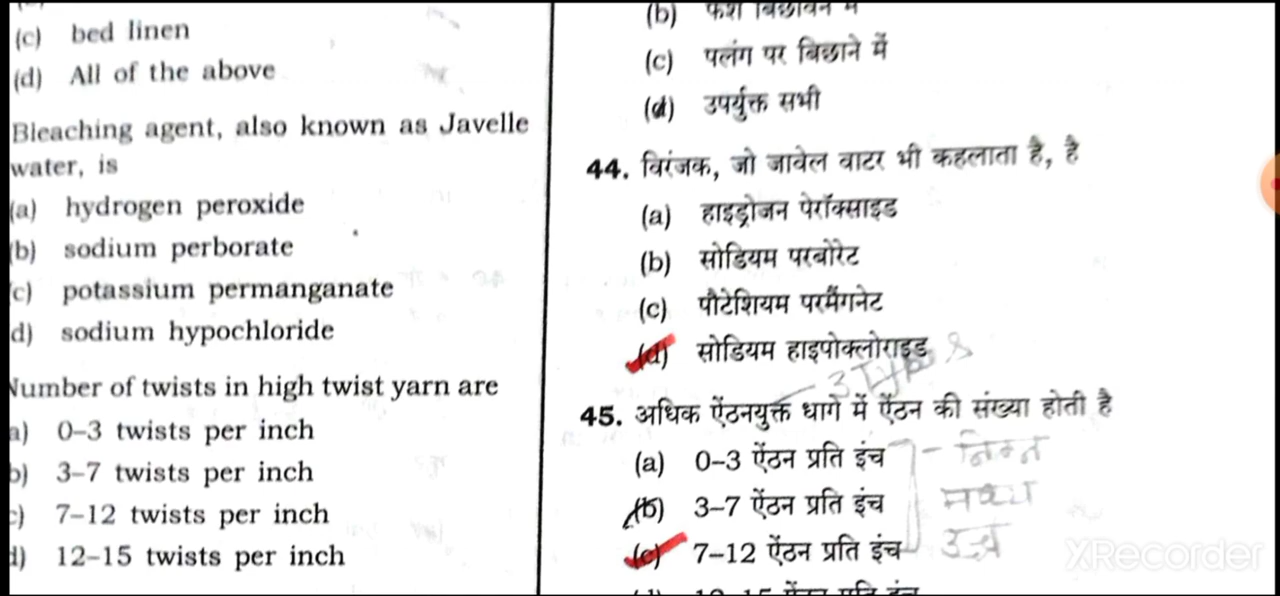 (c) bed linen
(d) All of the above
Bleaching agent, also known as Javelle
water, is
(a) hydrogen peroxide
(b) sodium perborate
c) potassium permanganate
d) sodium hypochloride
Number of twists in high twist yarn are
a) 0–3 twists per inch
b) 3–7 twists per inch
c) 7–12 twists per inch
d) 12–15 twists per inch
(b) फर्श बिछावन में
(c) पलंग पर बिछाने में
(d) उपर्युक्त सभी
44. विरंजक, जो जावेल वाटर भी कहलाता है, है
(a) हाइड्रोजन पेरॉक्साइड
(b) सोडियम परबोरेट
(c) पौटेशियम परमैंगनेट
(d) सोडियम हाइपोक्लोराइड
3 Types
45. अधिक ऐंठनयुक्त धागे में ऐंठन की संख्या होती है
(a) 0–3 ऐंठन प्रति इंच - निम्न
(b) 3–7 ऐंठन प्रति इंच मध्य
(c) 7–12 ऐंठन प्रति इंच उच्च
XRecorder